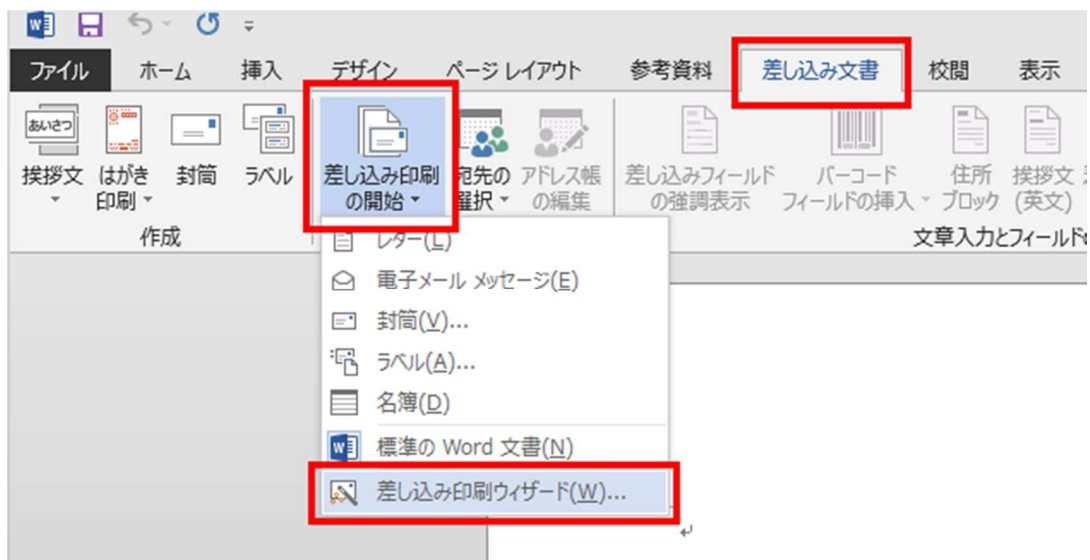 ファイル ホーム 挿入 デザイン ページ レイアウト 参考資料 差し込み文書 校閲 表示
あいさつ
挨拶文 はがき 封筒 ラベル 差し込み印刷 宛先の アドレス帳 差し込みフィールド バーコード 住所 挨拶文
印刷 の開始 選択 の編集 の強調表示 フィールドの挿入 ブロック (英文)
作成 文章入力とフィールドの
レター(L)
電子メール メッセージ(E)
封筒(V)...
ラベル(A)...
名簿(D)
標準の Word 文書(N)
差し込み印刷ウィザード(W)...